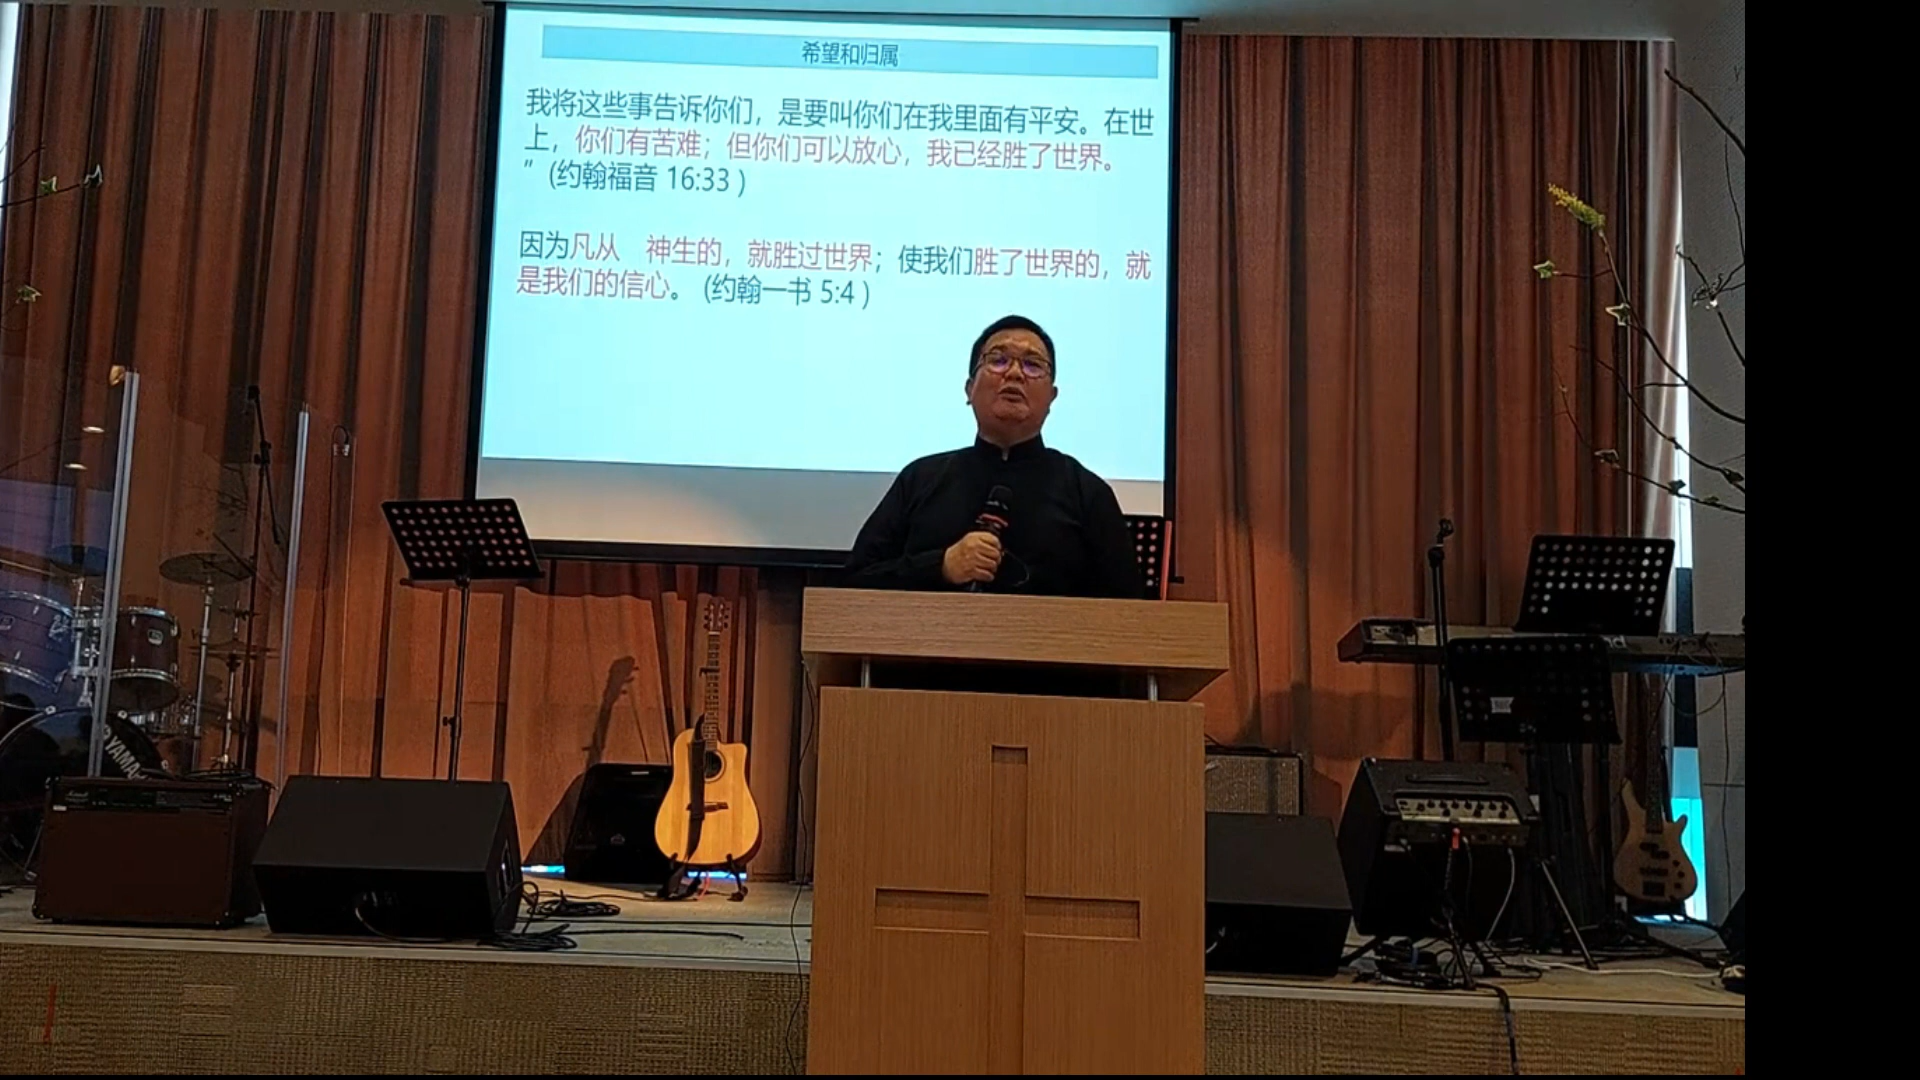 希望和归属
我将这些事告诉你们，是要叫你们在我里面有平安。在世
上，你们有苦难；但你们可以放心，我已经胜了世界。
” (约翰福音 16:33 )
因为凡从　神生的，就胜过世界；使我们胜了世界的，就
是我们的信心。 (约翰一书 5:4 )
YAMA